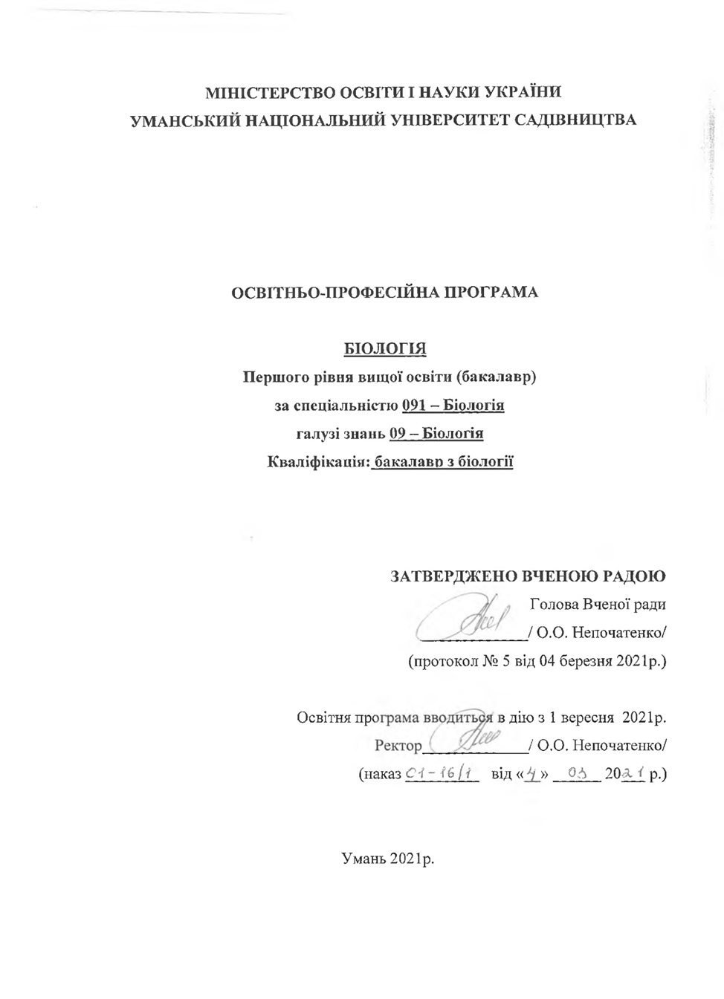 МІНІСТЕРСТВО ОСВІТИ І НАУКИ УКРАЇНИ
УМАНСЬКИЙ НАЦІОНАЛЬНИЙ УНІВЕРСИТЕТ САДІВНИЦТВА
ОСВІТНЬО-ПРОФЕСІЙНА ПРОГРАМА
БІОЛОГІЯ
Першого рівня вищої освіти (бакалавр)
за спеціальністю 091 – Біологія
галузі знань 09 – Біологія
Кваліфікація: бакалавр з біології
ЗАТВЕРДЖЕНО ВЧЕНОЮ РАДОЮ
Голова Вченої ради
/ О.О. Непочатенко/
(протокол № 5 від 04 березня 2021р.)
Освітня програма вводиться в дію з 1 вересня 2021р.
Ректор / О.О. Непочатенко/
(наказ 01-16/1 від «4» 03 2021 р.)
Умань 2021р.